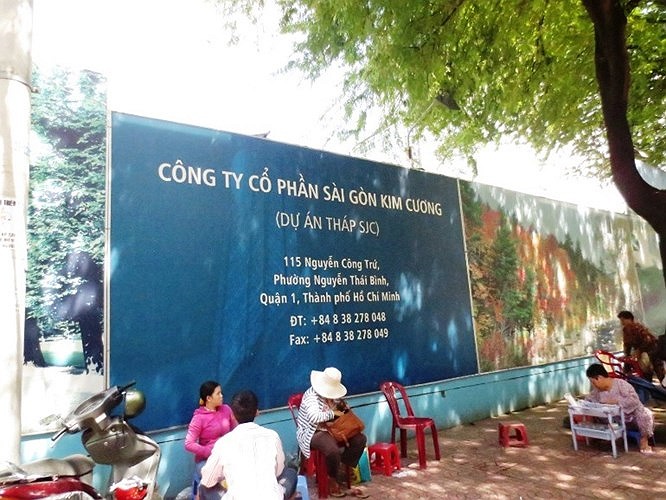 CÔNG TY CỔ PHẦN SÀI GÒN KIM CƯƠNG
(DỰ ÁN THÁP SJC)
115 Nguyễn Công Trứ,
Phường Nguyễn Thái Bình,
Quận 1, Thành phố Hồ Chí Minh
ĐT: +84 8 38 278 048
Fax: +84 8 38 278 049